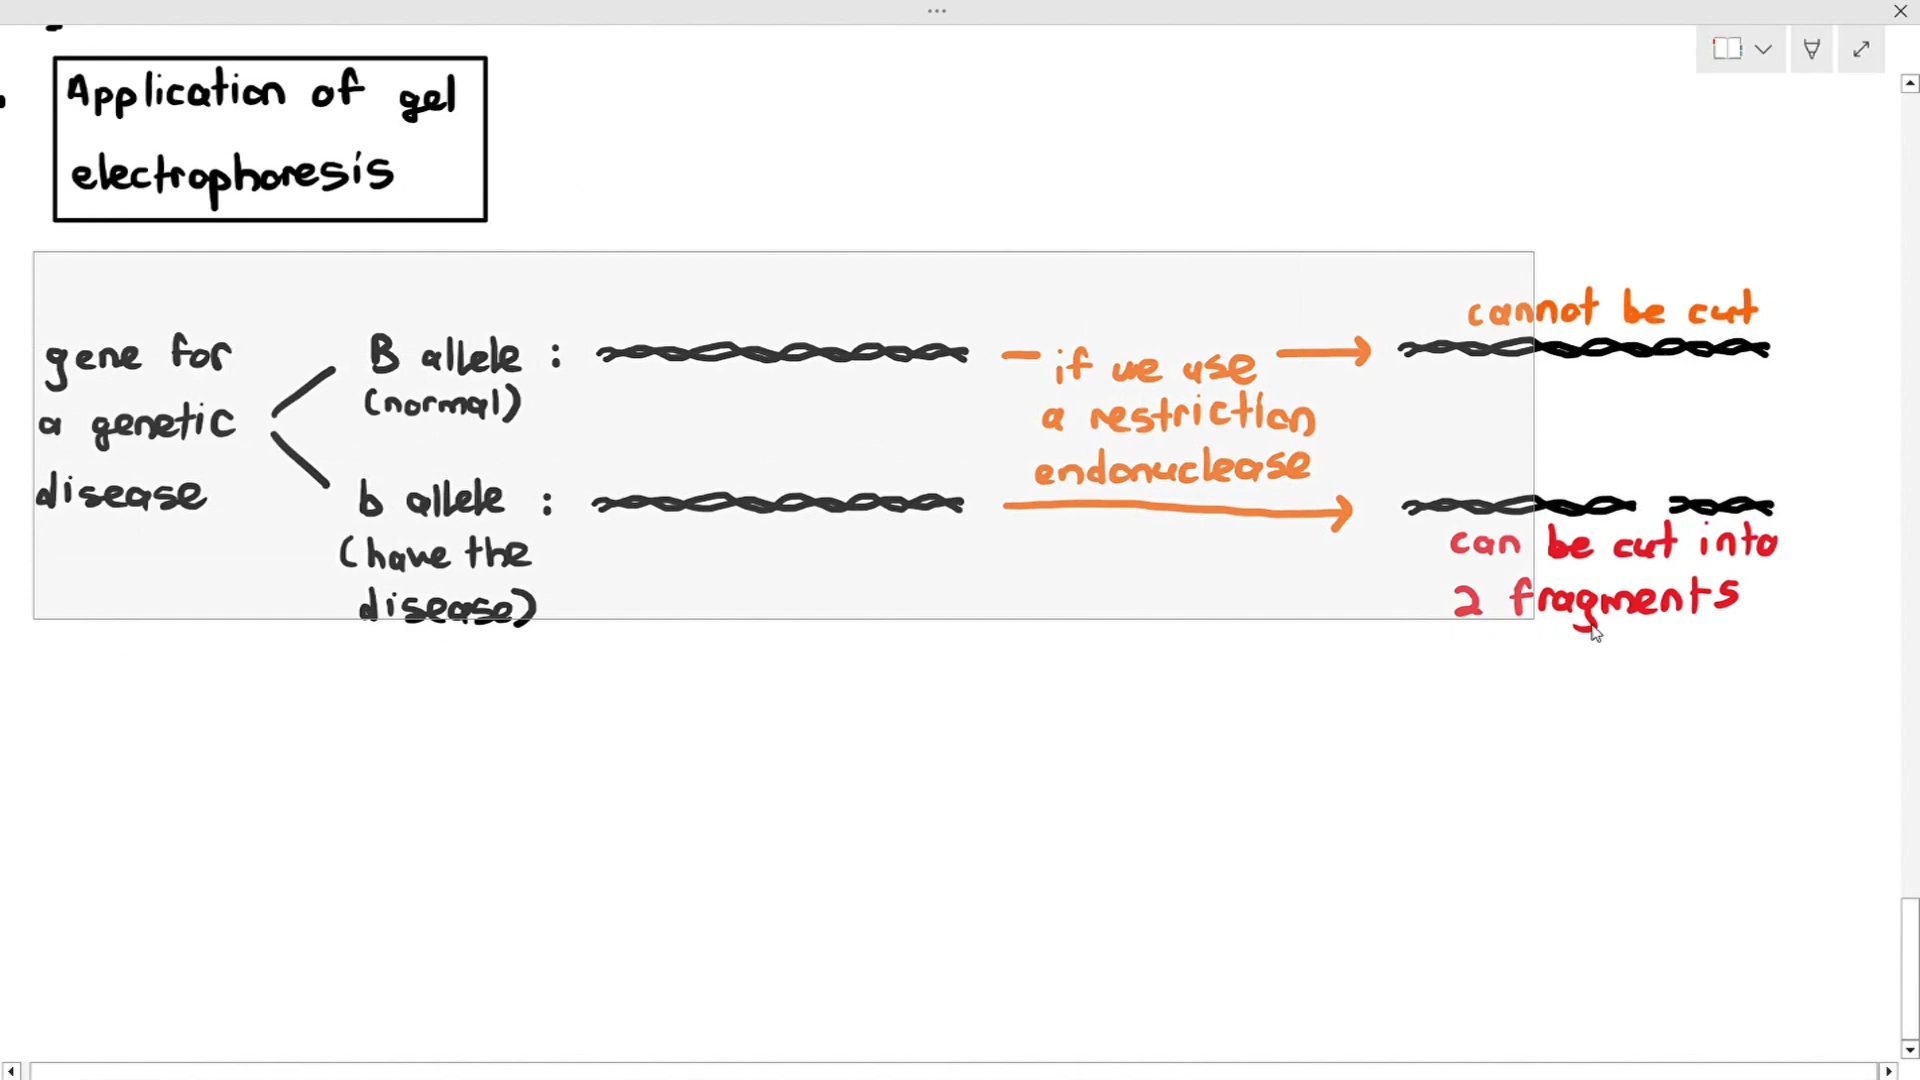 Application of gel
electrophoresis
gene for
a genetic
disease
B allele :
(normal)
b allele :
(have the
disease)
if we use
a restriction
endonuclease
cannot be cut
can be cut into
2 fragments